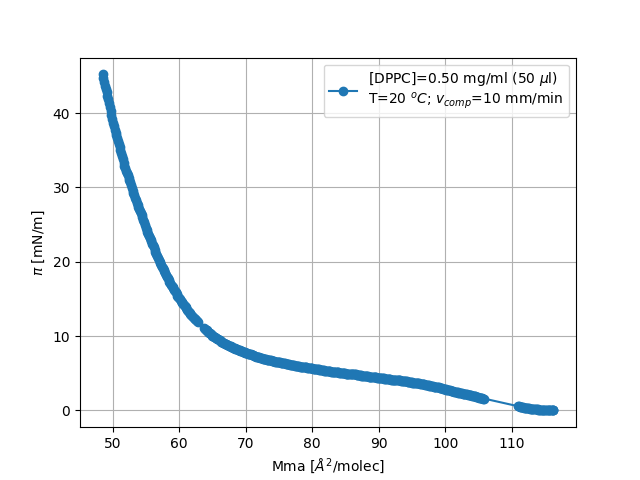 [DPPC]=0.50 mg/ml (50 μl)
T=20 °C; v_comp=10 mm/min
40
30
20
10
0
π [mN/m]
50 60 70 80 90 100 110
Mma [Å²/molec]